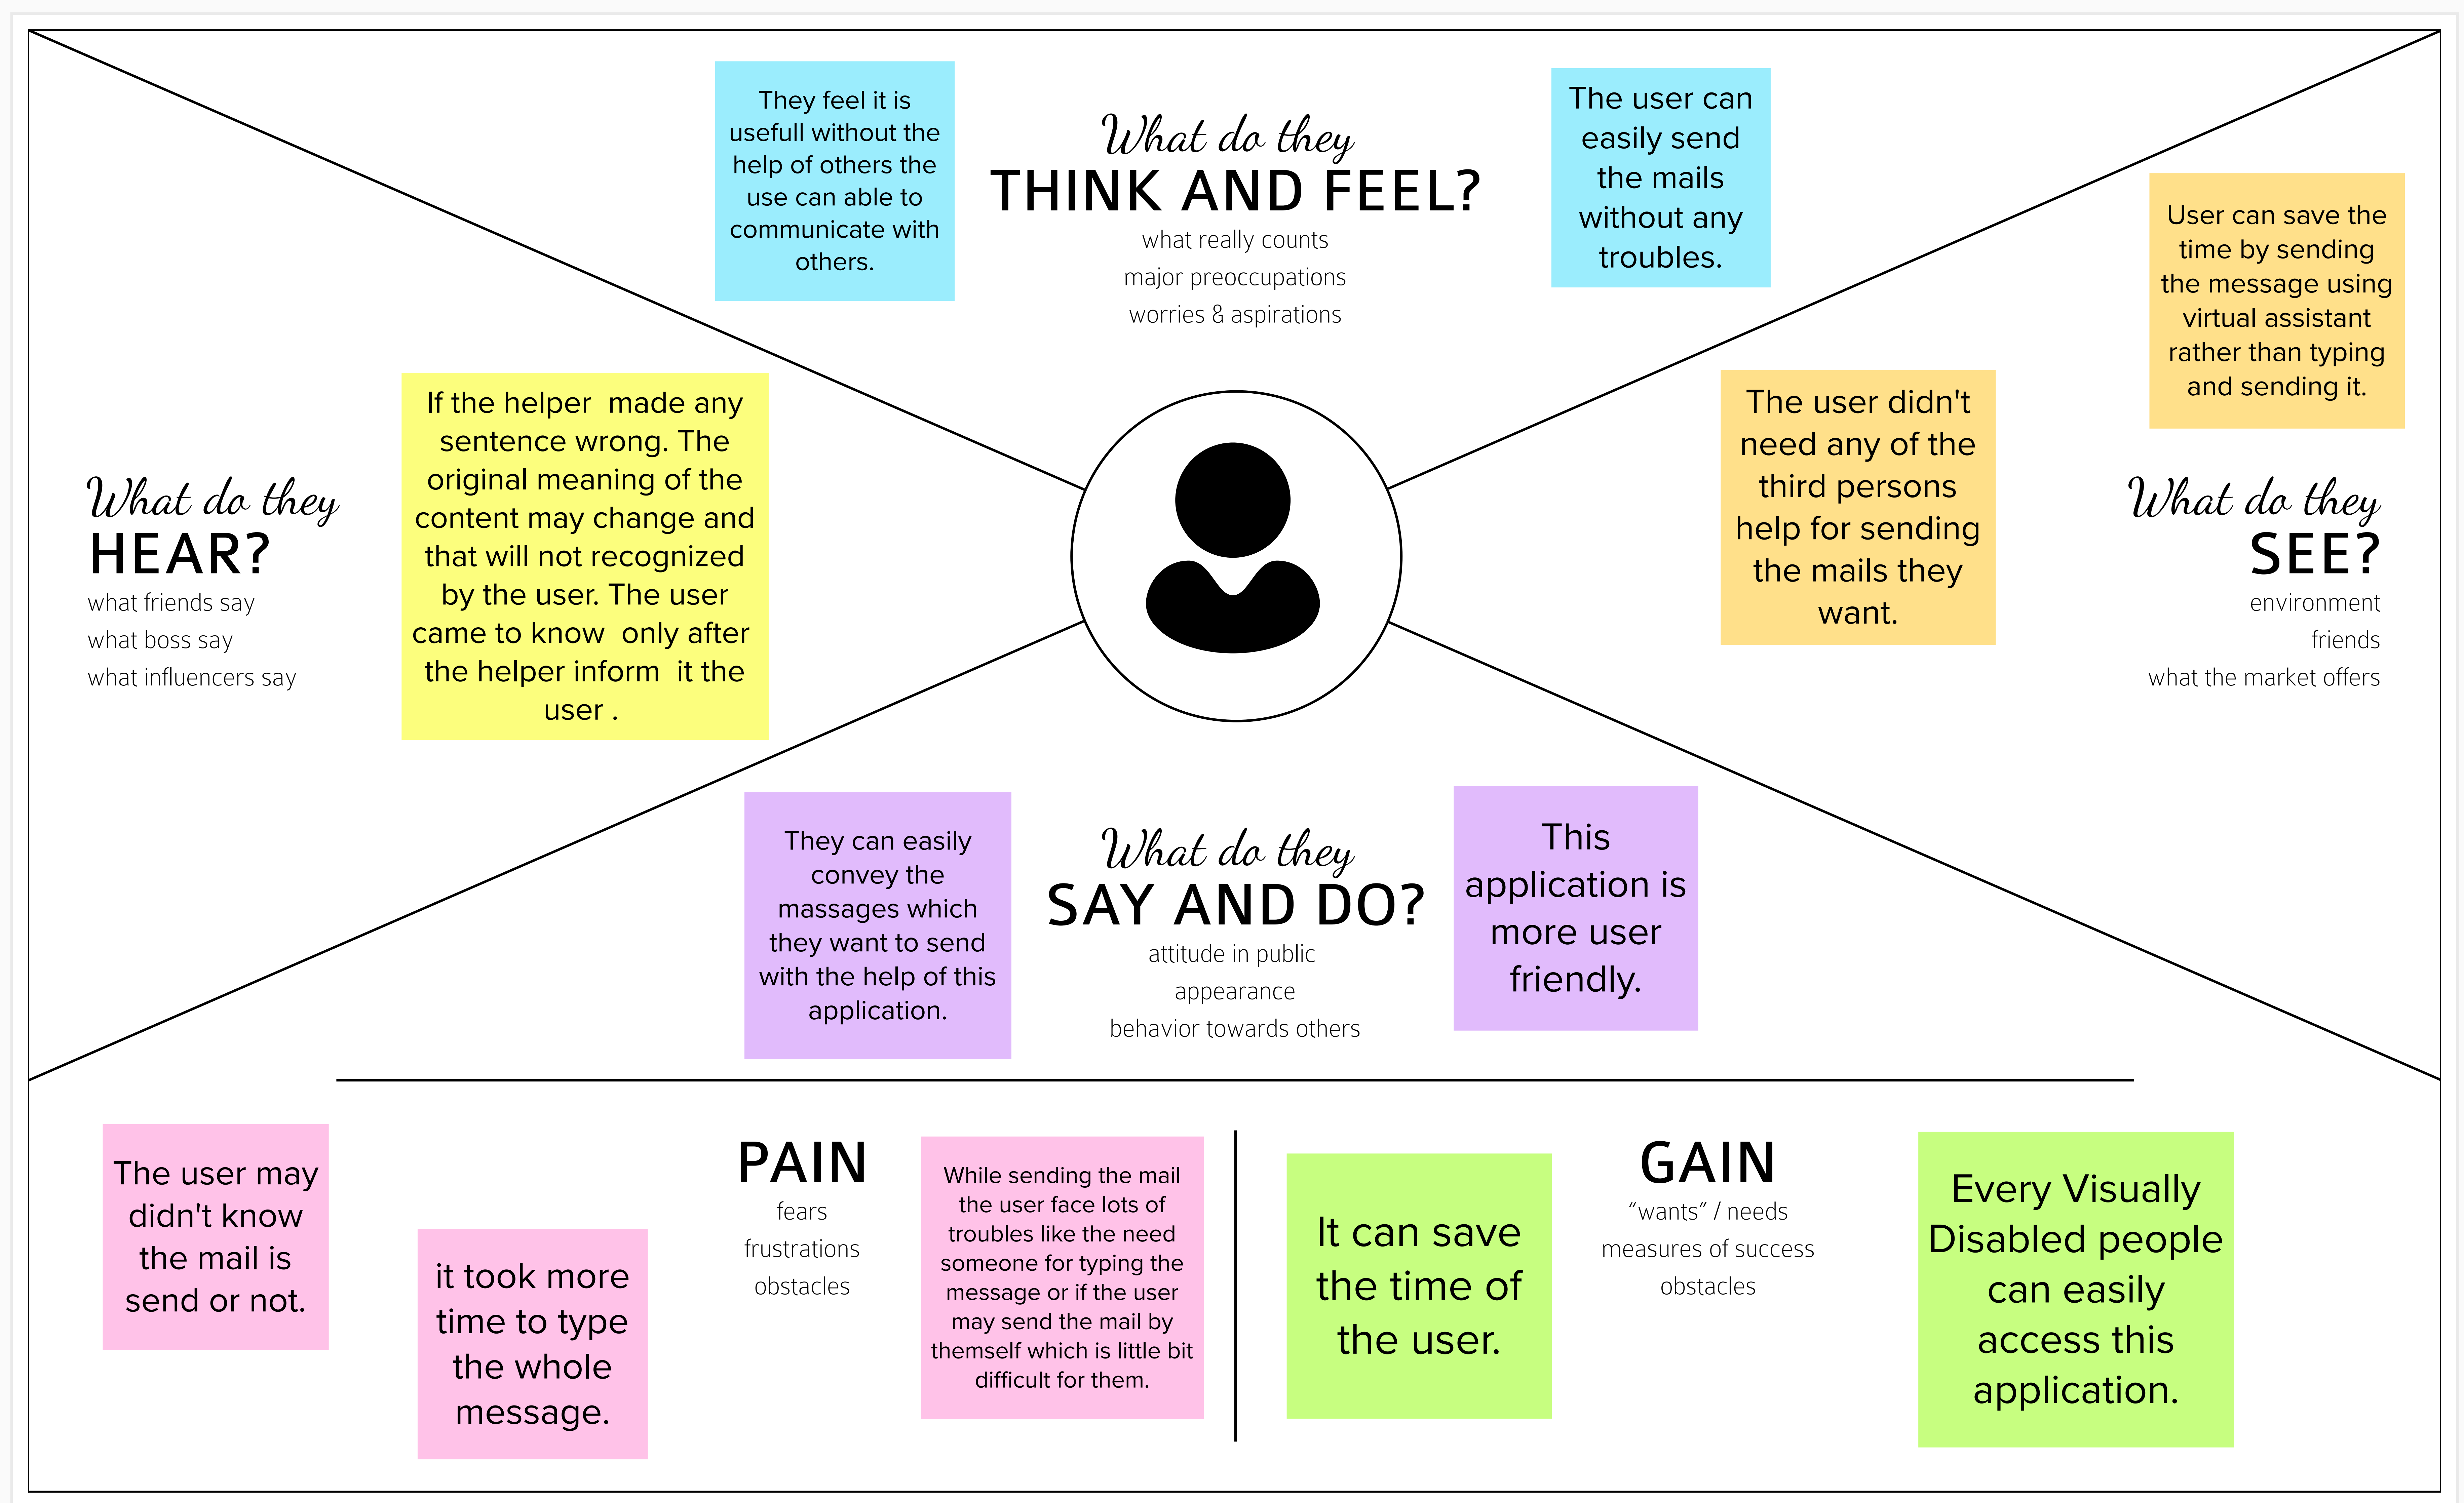 They feel it is
usefull without the
help of others the
use can able to
communicate with
others.
What do they
THINK AND FEEL?
what really counts
major preoccupations
worries & aspirations
The user can
easily send
the mails
without any
troubles.
User can save the
time by sending
the message using
virtual assistant
rather than typing
and sending it.
What do they
HEAR?
what friends say
what boss say
what influencers say
If the helper  made any
sentence wrong. The
original meaning of the
content may change and
that will not recognized
by the user. The user
came to know  only after
the helper inform  it the
user .
The user didn't
need any of the
third persons
help for sending
the mails they
want.
What do they
SEE?
environment
friends
what the market offers
They can easily
convey the
massages which
they want to send
with the help of this
application.
What do they
SAY AND DO?
attitude in public
appearance
behavior towards others
This
application is
more user
friendly.
The user may
didn't know
the mail is
send or not.
it took more
time to type
the whole
message.
PAIN
fears
frustrations
obstacles
While sending the mail
the user face lots of
troubles like the need
someone for typing the
message or if the user
may send the mail by
themself which is little bit
difficult for them.
It can save
the time of
the user.
GAIN
“wants” / needs
measures of success
obstacles
Every Visually
Disabled people
can easily
access this
application.